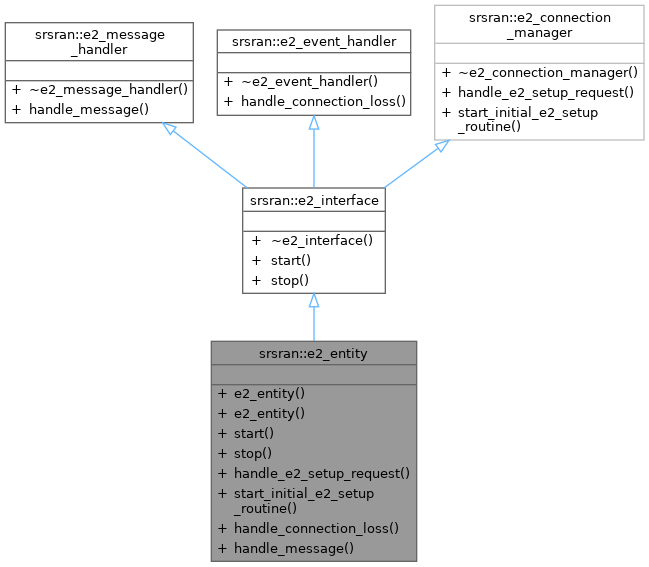 srsran::e2_message
_handler
+ ~e2_message_handler()
+ handle_message()
srsran::e2_event_handler
+ ~e2_event_handler()
+ handle_connection_loss()
srsran::e2_connection
_manager
+ ~e2_connection_manager()
+ handle_e2_setup_request()
+ start_initial_e2_setup
_routine()
srsran::e2_interface
+ ~e2_interface()
+ start()
+ stop()
srsran::e2_entity
+ e2_entity()
+ e2_entity()
+ start()
+ stop()
+ handle_e2_setup_request()
+ start_initial_e2_setup
_routine()
+ handle_connection_loss()
+ handle_message()